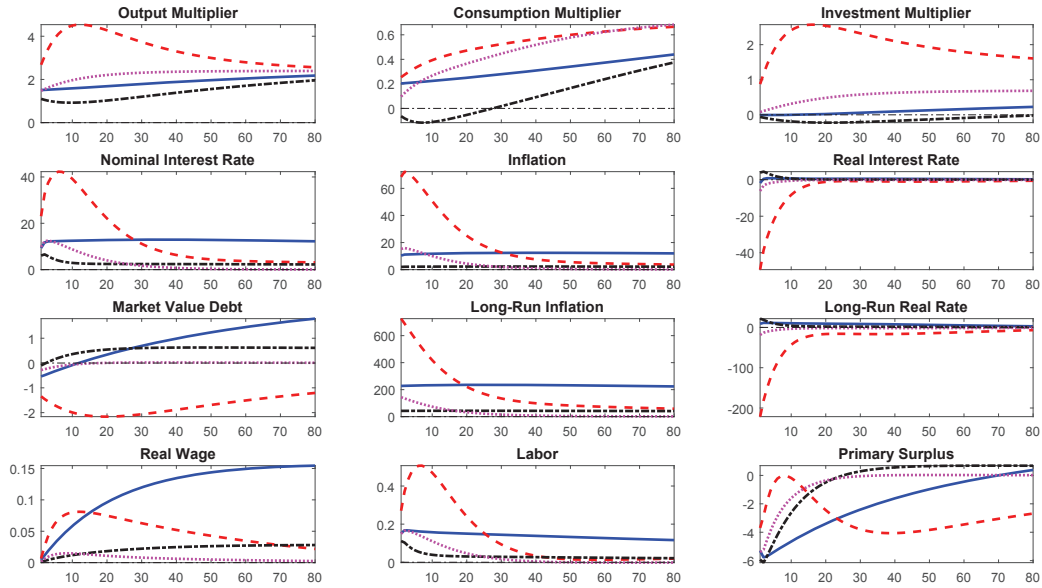 Output Multiplier
Consumption Multiplier
Investment Multiplier
4
2
0
10 20 30 40 50 60 70 80
0.6
0.4
0.2
0
10 20 30 40 50 60 70 80
2
1
0
10 20 30 40 50 60 70 80
Nominal Interest Rate
Inflation
Real Interest Rate
40
20
0
10 20 30 40 50 60 70 80
60
40
20
0
10 20 30 40 50 60 70 80
0
-20
-40
10 20 30 40 50 60 70 80
Market Value Debt
Long-Run Inflation
Long-Run Real Rate
1
0
-1
-2
10 20 30 40 50 60 70 80
600
400
200
0
10 20 30 40 50 60 70 80
0
-100
-200
10 20 30 40 50 60 70 80
Real Wage
Labor
Primary Surplus
0.15
0.1
0.05
0
10 20 30 40 50 60 70 80
0.4
0.2
0
10 20 30 40 50 60 70 80
0
-2
-4
-6
10 20 30 40 50 60 70 80